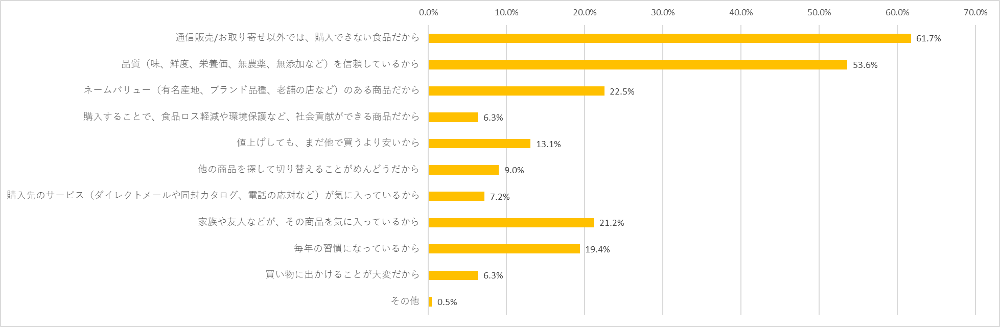 0.0% 10.0% 20.0% 30.0% 40.0% 50.0% 60.0% 70.0%
通信販売/お取り寄せ以外では、購入できない食品だから 61.7%
品質（味、鮮度、栄養価、無農薬、無添加など）を信頼しているから 53.6%
ネームバリュー（有名産地、ブランド品種、老舗の店など）のある商品だから 22.5%
購入することで、食品ロス軽減や環境保護など、社会貢献ができる商品だから 6.3%
値上げしても、まだ他で買うより安いから 13.1%
他の商品を探して切り替えることがめんどうだから 9.0%
購入先のサービス（ダイレクトメールや同封カタログ、電話の応対など）が気に入っているから 7.2%
家族や友人などが、その商品を気に入っているから 21.2%
毎年の習慣になっているから 19.4%
買い物に出かけることが大変だから 6.3%
その他 0.5%